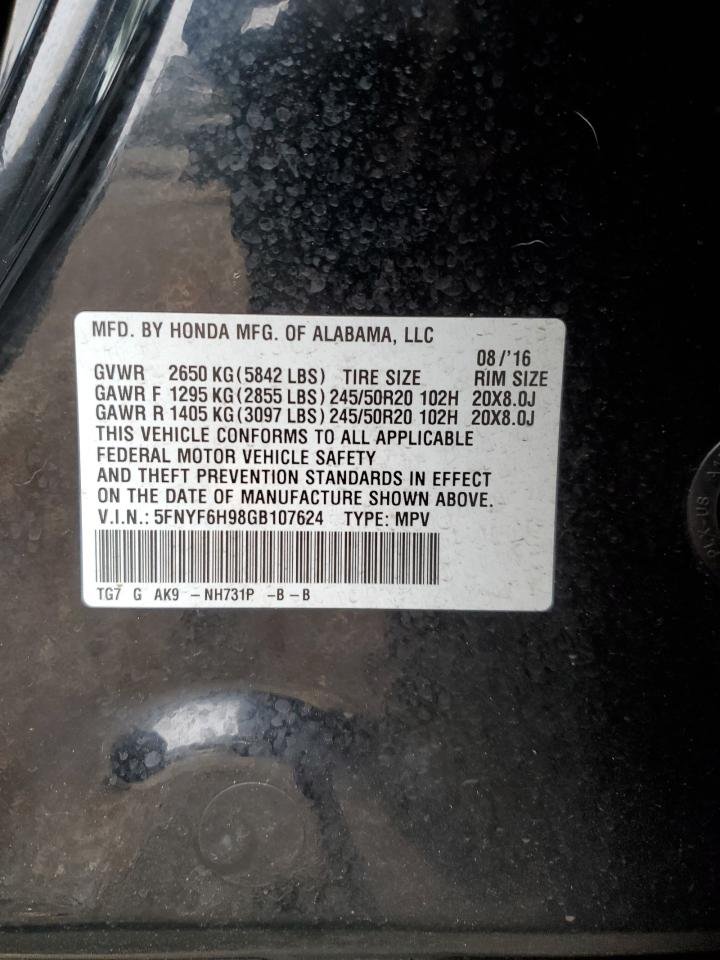 MFD. BY HONDA MFG. OF ALABAMA, LLC
08/'16
GVWR 2650 KG(5842 LBS) TIRE SIZE RIM SIZE
GAWR F 1295 KG(2855 LBS) 245/50R20 102H 20X8.0J
GAWR R 1405 KG(3097 LBS) 245/50R20 102H 20X8.0J
THIS VEHICLE CONFORMS TO ALL APPLICABLE
FEDERAL MOTOR VEHICLE SAFETY
AND THEFT PREVENTION STANDARDS IN EFFECT
ON THE DATE OF MANUFACTURE SHOWN ABOVE.
V.I.N.: 5FNYF6H98GB107624 TYPE: MPV
TG7 G AK9 -NH731P -B -B